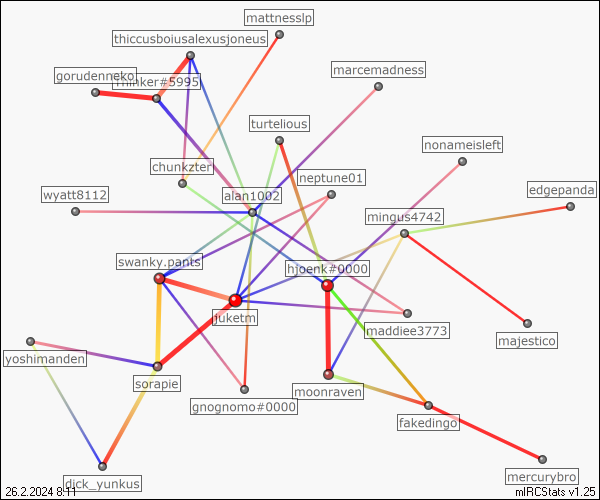 mattnesslp
thiccusboiusalexusjoneus
marcemadness
gorudenneko
minker#5995
turtelious
nonameisleft
chunkzter
neptune01
edgepanda
wyatt8112
alan1002
mingus4742
swanky.pants
hjoenk#0000
juketm
maddiee3773
majestico
yoshimanden
sorapie
moonraven
gnognomo#0000
fakedingo
mercurybro
dick_yunkus
26.2.2024 8:11
mIRCStats v1.25